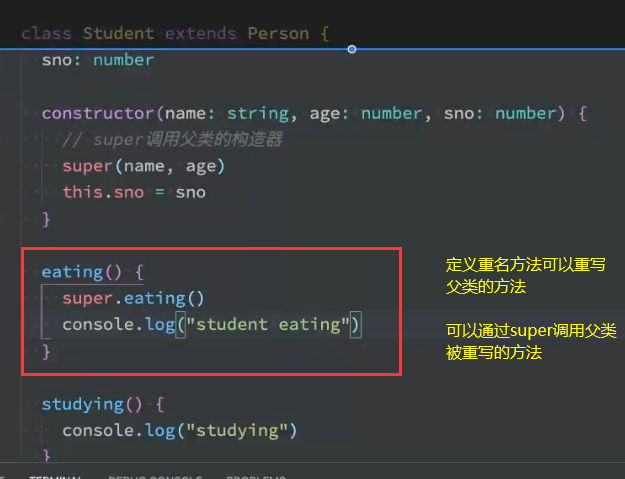 class Student extends Person {
sno: number
constructor(name: string, age: number, sno: number) {
// super调用父类的构造器
super(name, age)
this.sno = sno
}
eating() {
super.eating()
console.log("student eating")
}
studying() {
console.log("studying")
}
定义重名方法可以重写
父类的方法
可以通过super调用父类
被重写的方法